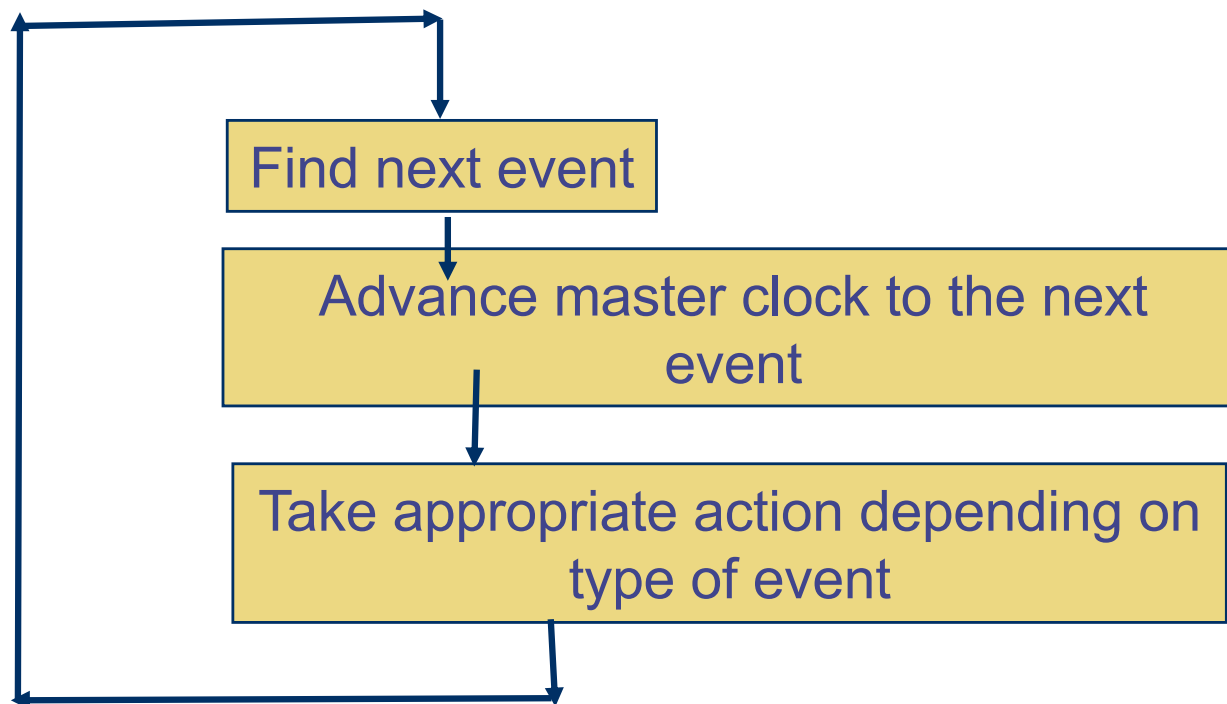 Find next event
Advance master clock to the next
event
Take appropriate action depending on
type of event